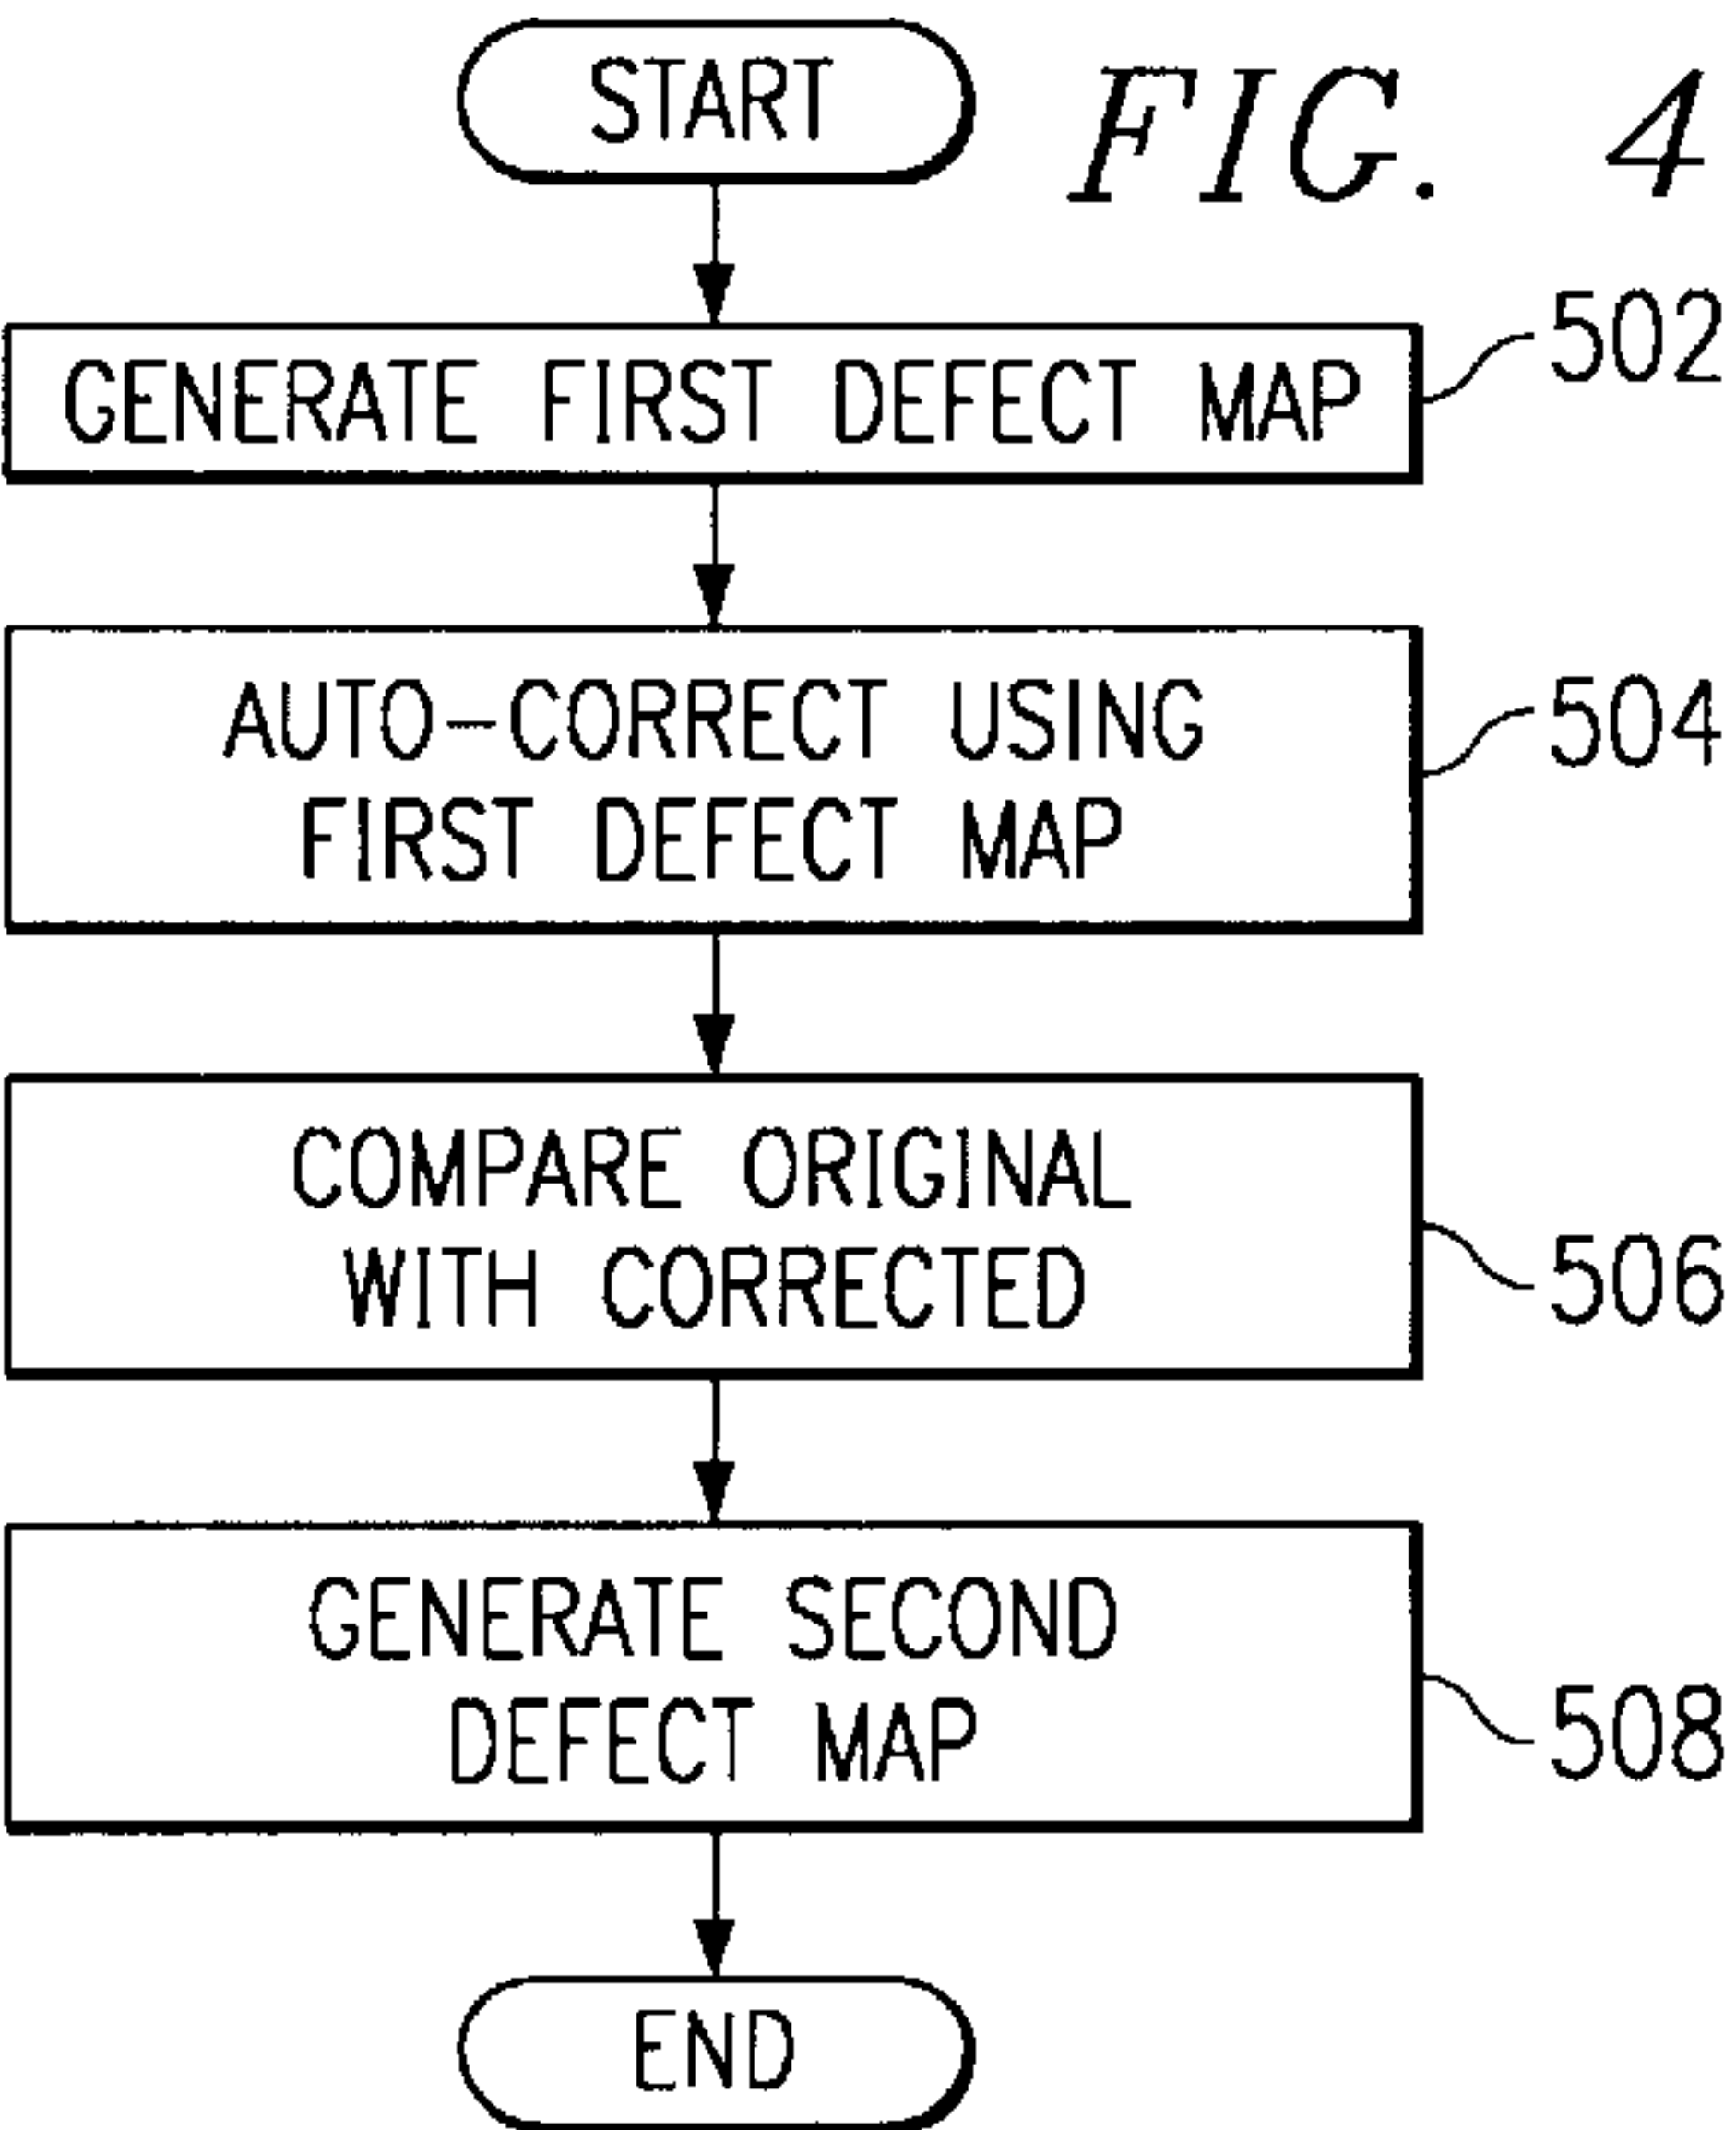 START
FIG. 4
GENERATE FIRST DEFECT MAP
502
AUTO-CORRECT USING
FIRST DEFECT MAP
504
COMPARE ORIGINAL
WITH CORRECTED
506
GENERATE SECOND
DEFECT MAP
508
END